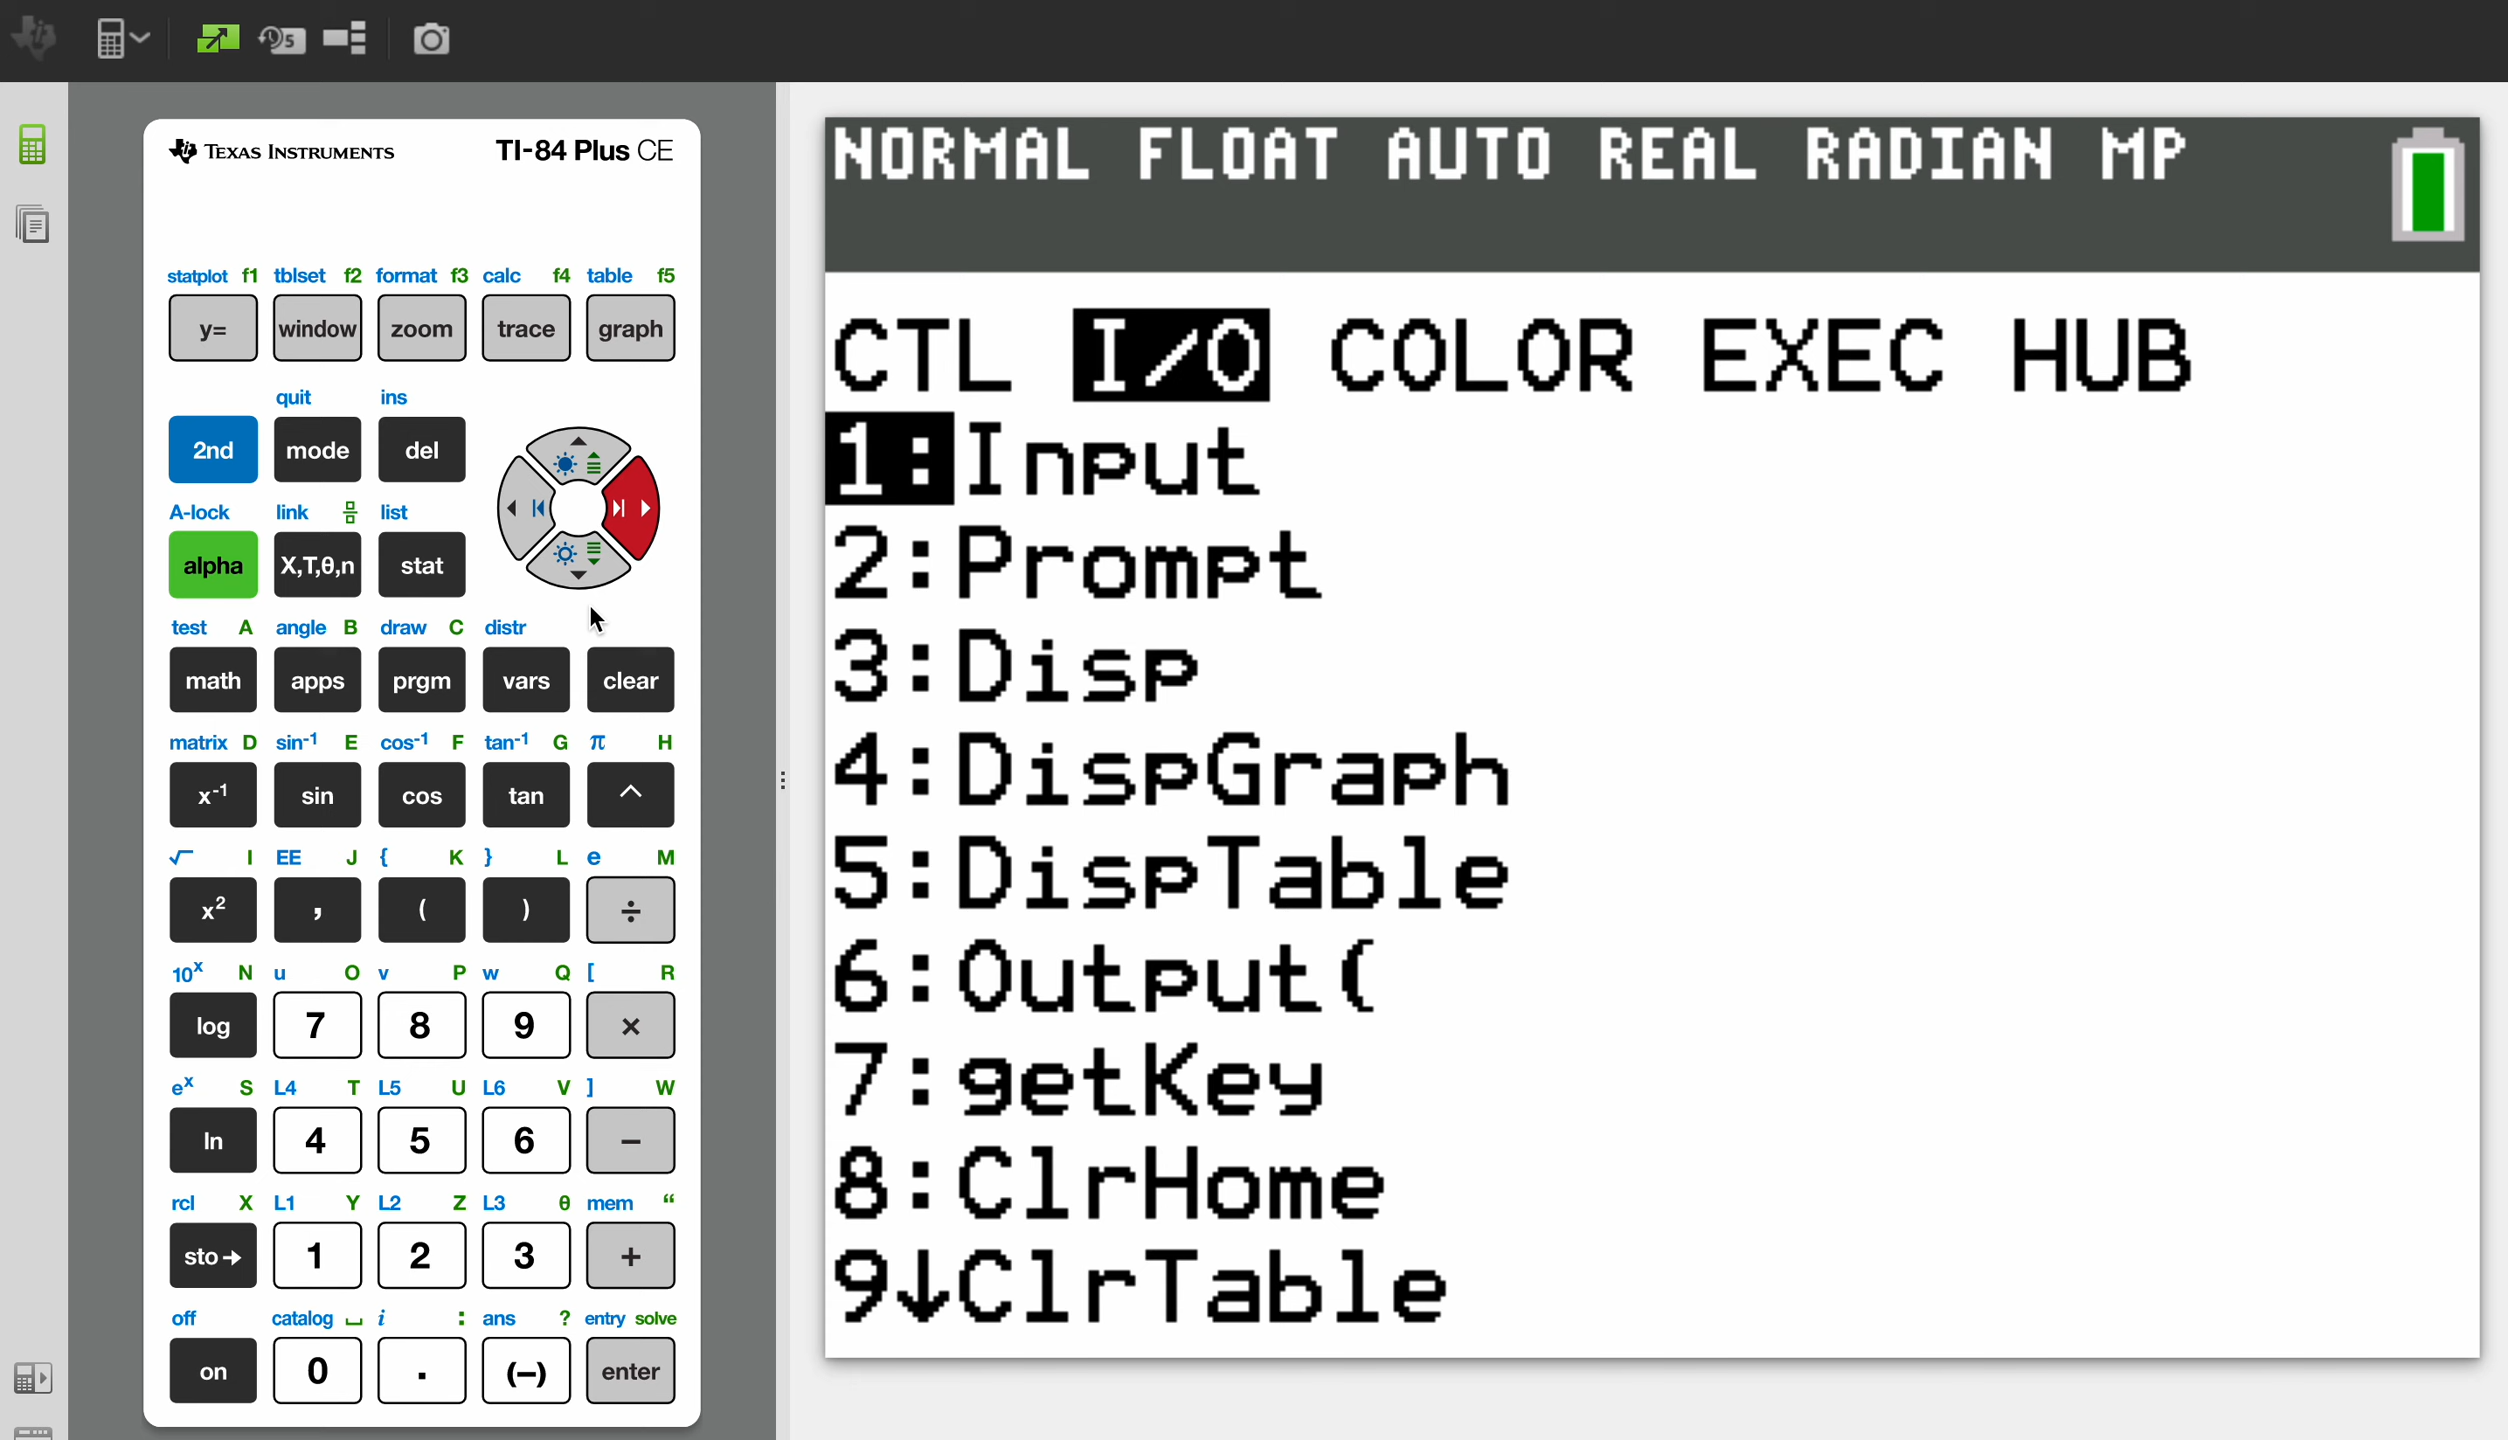 5
TEXAS INSTRUMENTS TI-84 Plus CE
statplot f1 tblset f2 format f3 calc f4 table f5
y= window zoom trace graph
quit ins
2nd mode del
A-lock link list
alpha X,T,θ,n stat
test A angle B draw C distr
math apps prgm vars clear
matrix D sin⁻¹ E cos⁻¹ F tan⁻¹ G π H
x⁻¹ sin cos tan ^
√ I EE J { K } L e M
x² , ( ) ÷
10ˣ N u O v P w Q [ R
log 7 8 9 ×
eˣ S L4 T L5 U L6 V ] W
ln 4 5 6 −
rcl X L1 Y L2 Z L3 θ mem “
sto→ 1 2 3 +
off catalog ⎵ i : ans ? entry solve
on 0 . (–) enter
NORMAL FLOAT AUTO REAL RADIAN MP
CTL I/O COLOR EXEC HUB
1:Input
2:Prompt
3:Disp
4:DispGraph
5:DispTable
6:Output(
7:getKey
8:ClrHome
9↓ClrTable